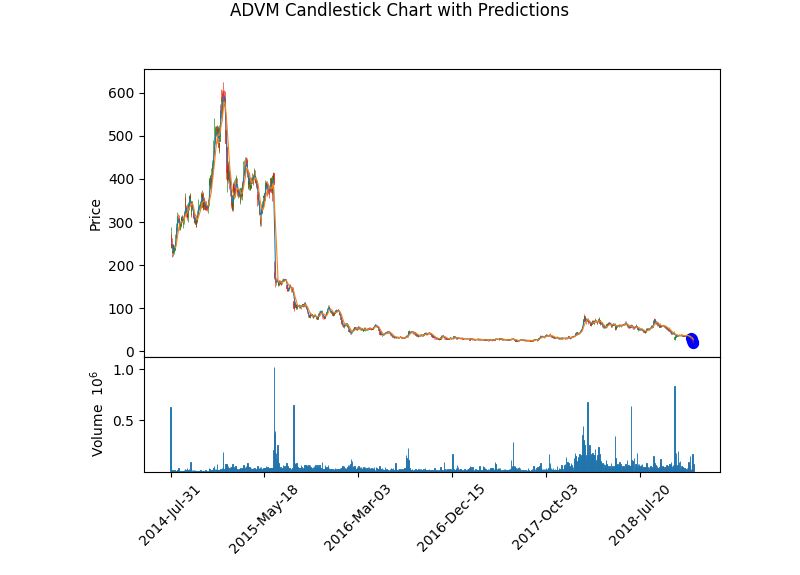 ADVM Candlestick Chart with Predictions
600
500
400
300
200
100
0
Price
1.0
0.5
Volume 10^6
2014-Jul-31
2015-May-18
2016-Mar-03
2016-Dec-15
2017-Oct-03
2018-Jul-20